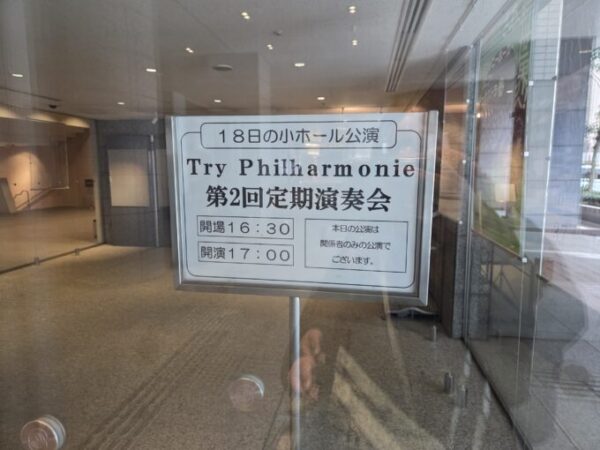 18日の小ホール公演
Try Philharmonie
第2回定期演奏会
開場16:30
開演17:00
本日の公演は
関係者のみの公演で
ございます。